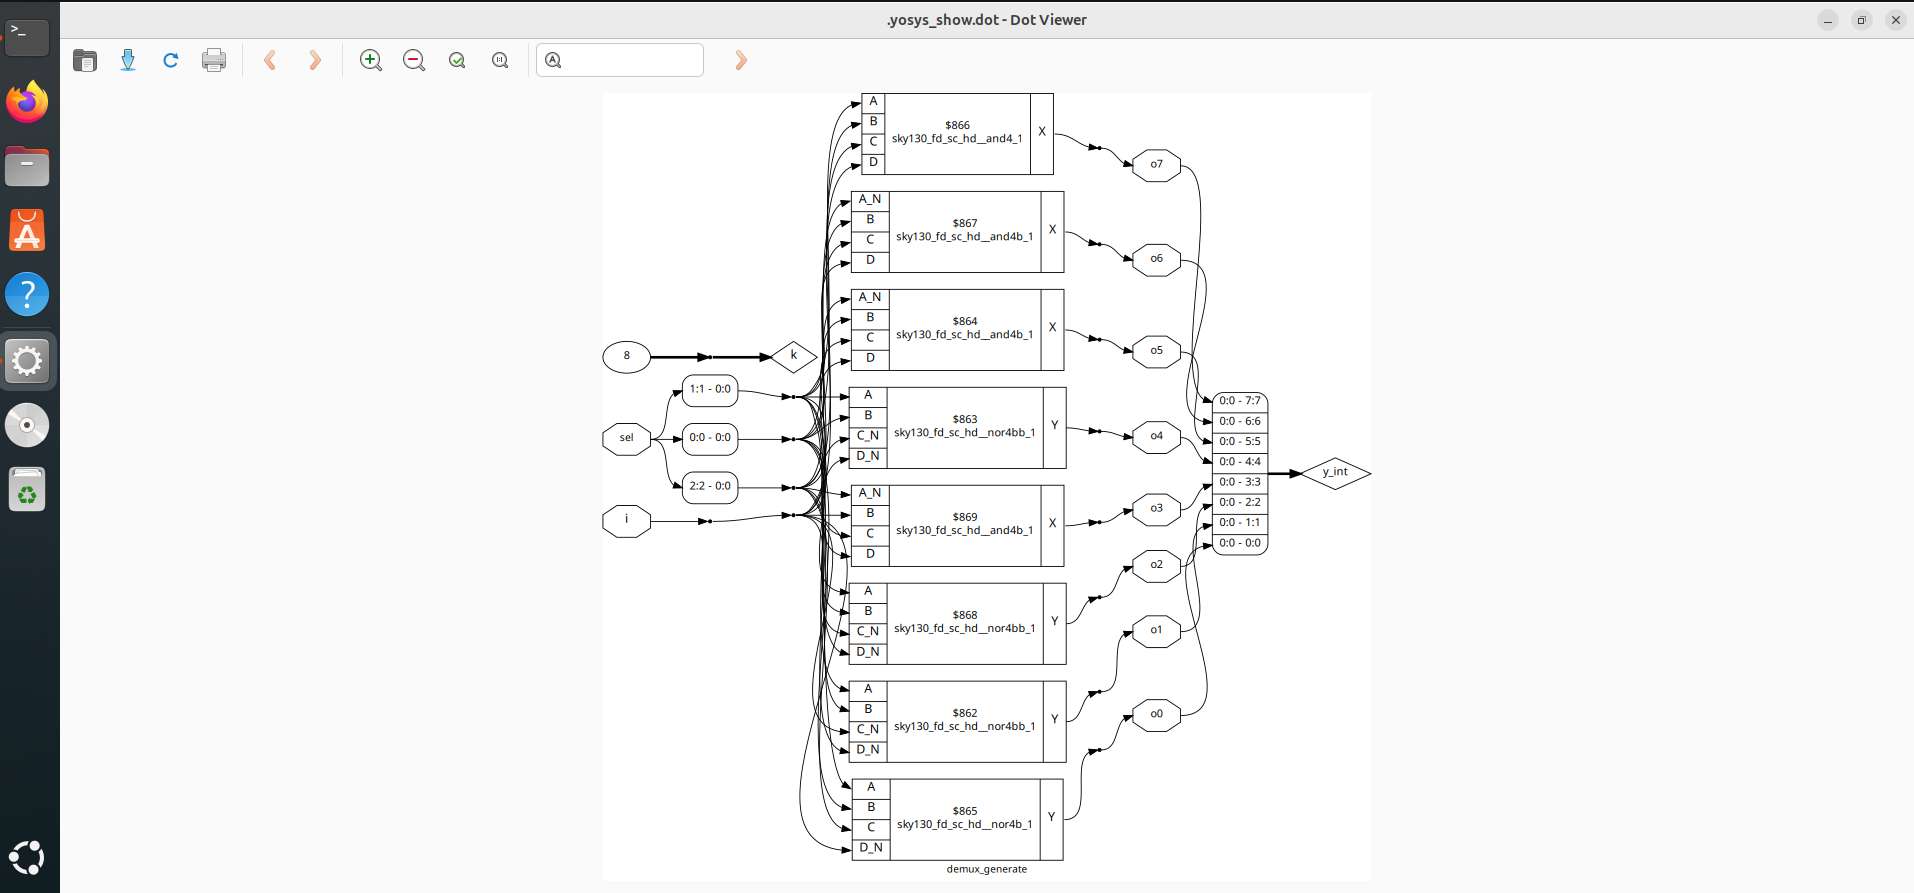 .yosys_show.dot - Dot Viewer
A
B
C
D
$866
sky130_fd_sc_hd__and4_1
X
o7
A_N
B
C
D
$867
sky130_fd_sc_hd__and4b_1
X
o6
A_N
B
C
D
$864
sky130_fd_sc_hd__and4b_1
X
o5
8
k
1:1 - 0:0
sel
0:0 - 0:0
2:2 - 0:0
i
A
B
C_N
D_N
$863
sky130_fd_sc_hd__nor4bb_1
Y
o4
A_N
B
C
D
$869
sky130_fd_sc_hd__and4b_1
X
o3
A
B
C_N
D_N
$868
sky130_fd_sc_hd__nor4bb_1
Y
o2
A
B
C_N
D_N
$862
sky130_fd_sc_hd__nor4bb_1
Y
o1
A
B
C
D_N
$865
sky130_fd_sc_hd__nor4b_1
Y
o0
0:0 - 7:7
0:0 - 6:6
0:0 - 5:5
0:0 - 4:4
0:0 - 3:3
0:0 - 2:2
0:0 - 1:1
0:0 - 0:0
y_int
demux_generate